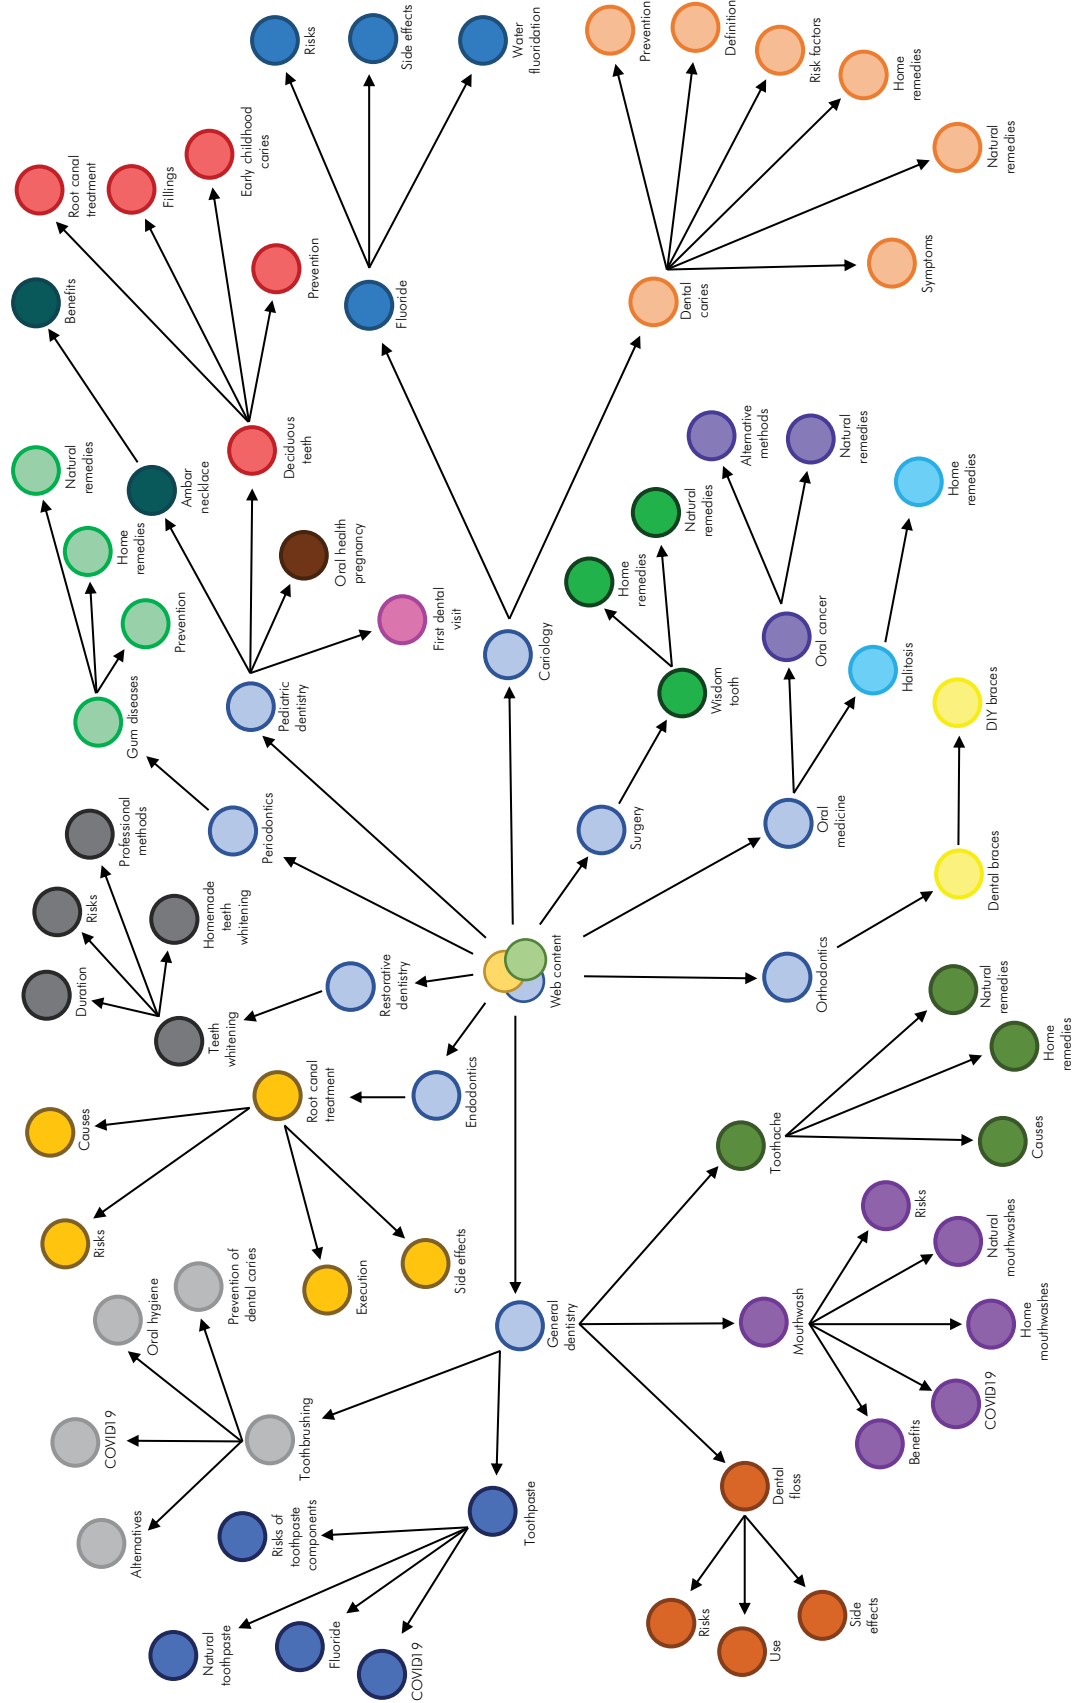 Alternatives
COVID19
Oral hygiene
Prevention of
dental caries
Toothbrushing
Risks
Causes
Root canal
treatment
Execution
Side effects
Duration
Risks
Professional
methods
Homemade
teeth
whitening
Teeth
whitening
Gum diseases
Prevention
Home
remedies
Natural
remedies
Benefits
Ambar
necklace
Root canal
treatment
Fillings
Early childhood
caries
Prevention
Deciduous
teeth
Oral health
pregnancy
First dental
visit
Pediatric
dentistry
Periodontics
Restorative
dentistry
Endodontics
Natural
toothpaste
Fluoride
COVID19
Risks of
toothpaste
components
Toothpaste
General
dentistry
Web content
Cariology
Fluoride
Risks
Side effects
Water
fluoridation
Dental
caries
Prevention
Definition
Risk factors
Home
remedies
Natural
remedies
Symptoms
Surgery
Wisdom
tooth
Home
remedies
Natural
remedies
Oral
medicine
Oral cancer
Alternative
methods
Natural
remedies
Halitosis
Home
remedies
Orthodontics
Dental braces
DIY braces
Toothache
Causes
Home
remedies
Natural
remedies
Mouthwash
Benefits
COVID19
Home
mouthwashes
Natural
mouthwashes
Risks
Dental
floss
Risks
Use
Side
effects